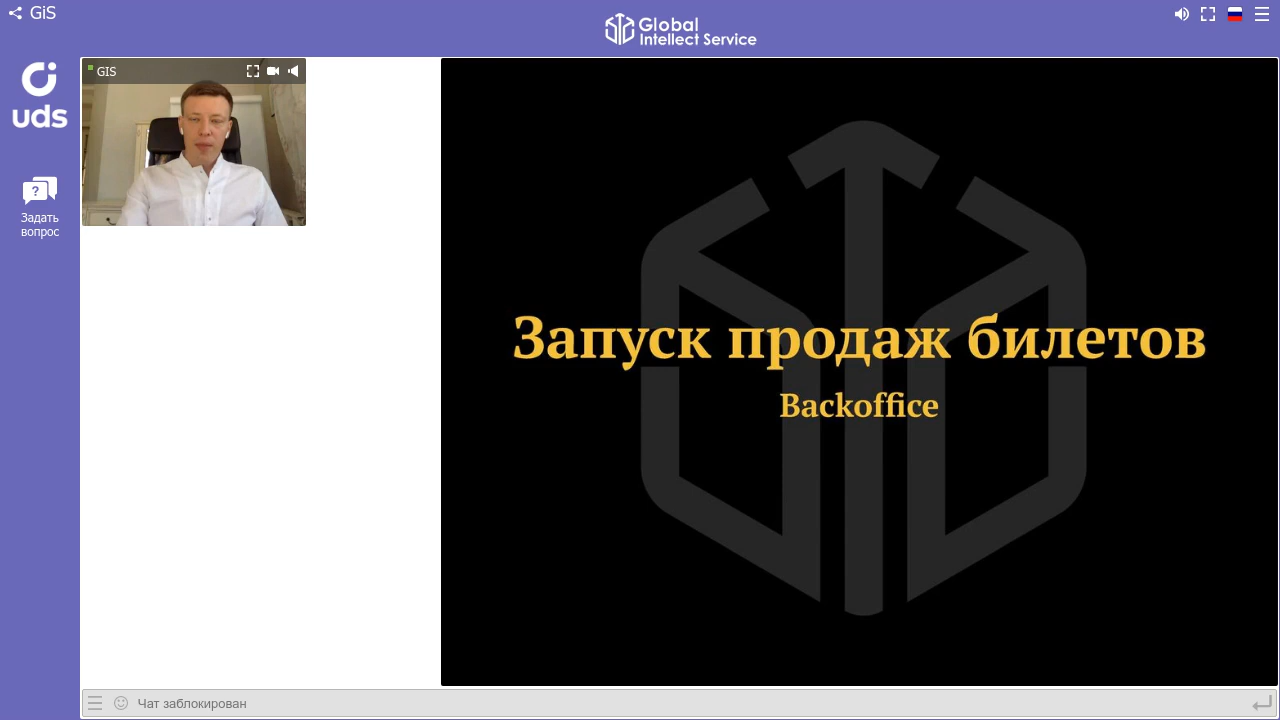 GiS
Global
Intellect Service
uds
GIS
Задать
вопрос
Запуск продаж билетов
Backoffice
Чат заблокирован